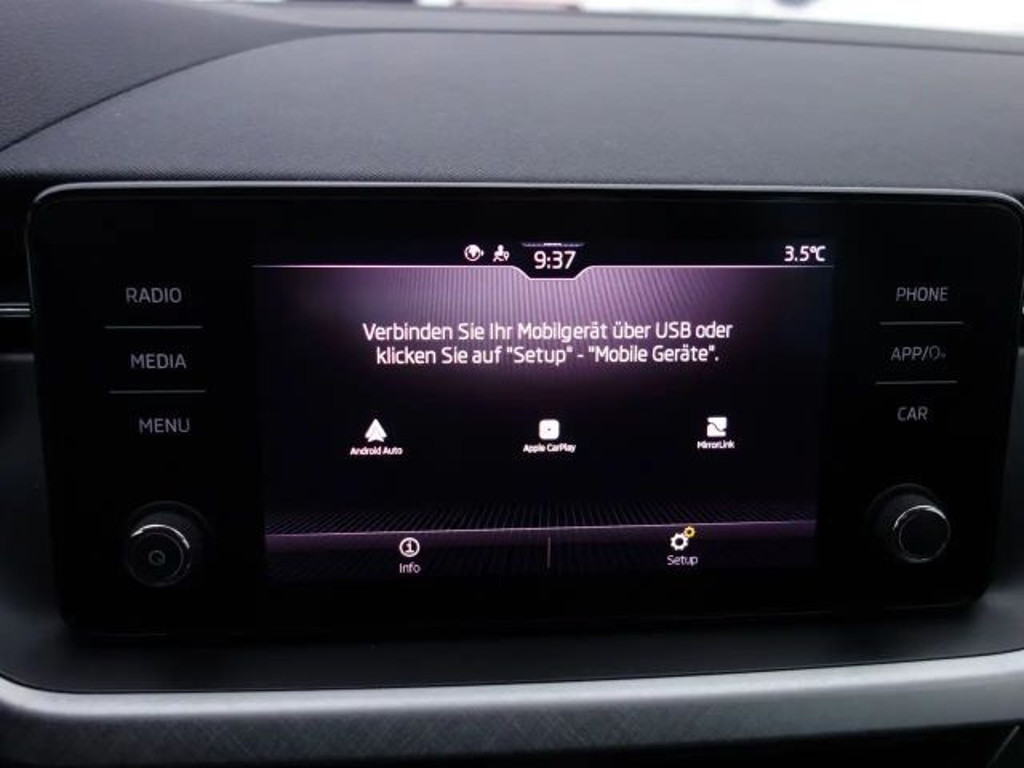 9:37
3.5°C
RADIO
MEDIA
MENU
Verbinden Sie Ihr Mobilgerät über USB oder
klicken Sie auf "Setup" - "Mobile Geräte".
Android Auto
Apple CarPlay
MirrorLink
Info
Setup
PHONE
APP/
CAR